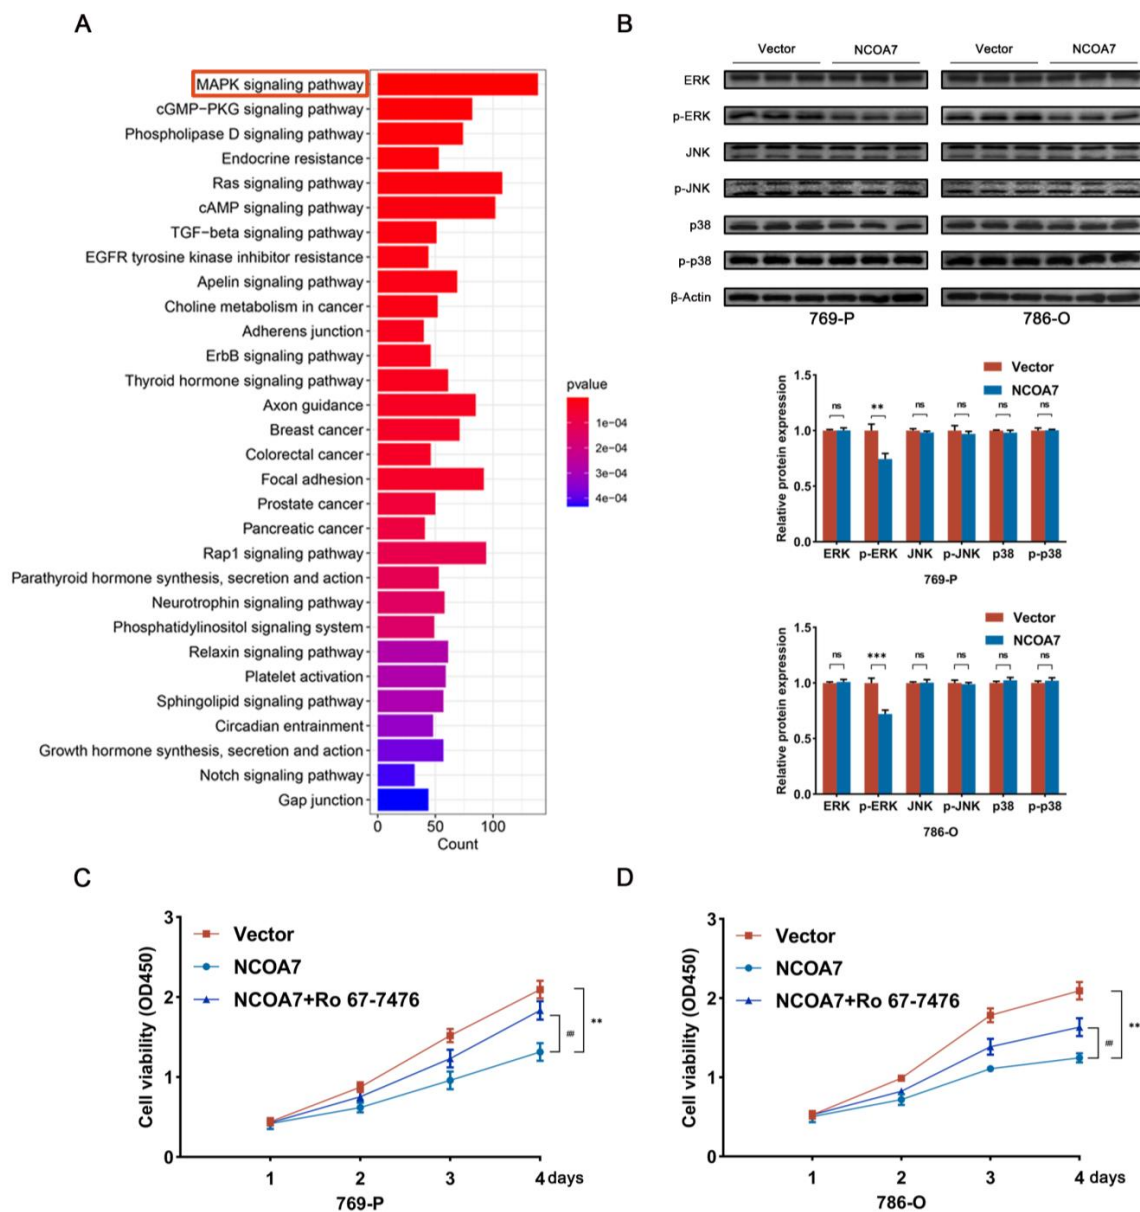 A
MAPK signaling pathway
cGMP−PKG signaling pathway
Phospholipase D signaling pathway
Endocrine resistance
Ras signaling pathway
cAMP signaling pathway
TGF−beta signaling pathway
EGFR tyrosine kinase inhibitor resistance
Apelin signaling pathway
Choline metabolism in cancer
Adherens junction
ErbB signaling pathway
Thyroid hormone signaling pathway
Axon guidance
Breast cancer
Colorectal cancer
Focal adhesion
Prostate cancer
Pancreatic cancer
Rap1 signaling pathway
Parathyroid hormone synthesis, secretion and action
Neurotrophin signaling pathway
Phosphatidylinositol signaling system
Relaxin signaling pathway
Platelet activation
Sphingolipid signaling pathway
Circadian entrainment
Growth hormone synthesis, secretion and action
Notch signaling pathway
Gap junction
0 50 100
Count
pvalue
1e−04
2e−04
3e−04
4e−04
B
Vector NCOA7 Vector NCOA7
ERK
p-ERK
JNK
p-JNK
p38
p-p38
β-Actin
769-P 786-O
Vector
NCOA7
Relative protein expression
1.5
1.0
0.5
0.0
ns ** ns ns ns ns
ERK p-ERK JNK p-JNK p38 p-p38
769-P
Vector
NCOA7
Relative protein expression
1.5
1.0
0.5
0.0
ns *** ns ns ns ns
ERK p-ERK JNK p-JNK p38 p-p38
786-O
C
Cell viability (OD450)
3
2
1
0
Vector
NCOA7
NCOA7+Ro 67-7476
## **
1 2 3 4 days
769-P
D
Cell viability (OD450)
3
2
1
0
Vector
NCOA7
NCOA7+Ro 67-7476
**
1 2 3 4 days
786-O